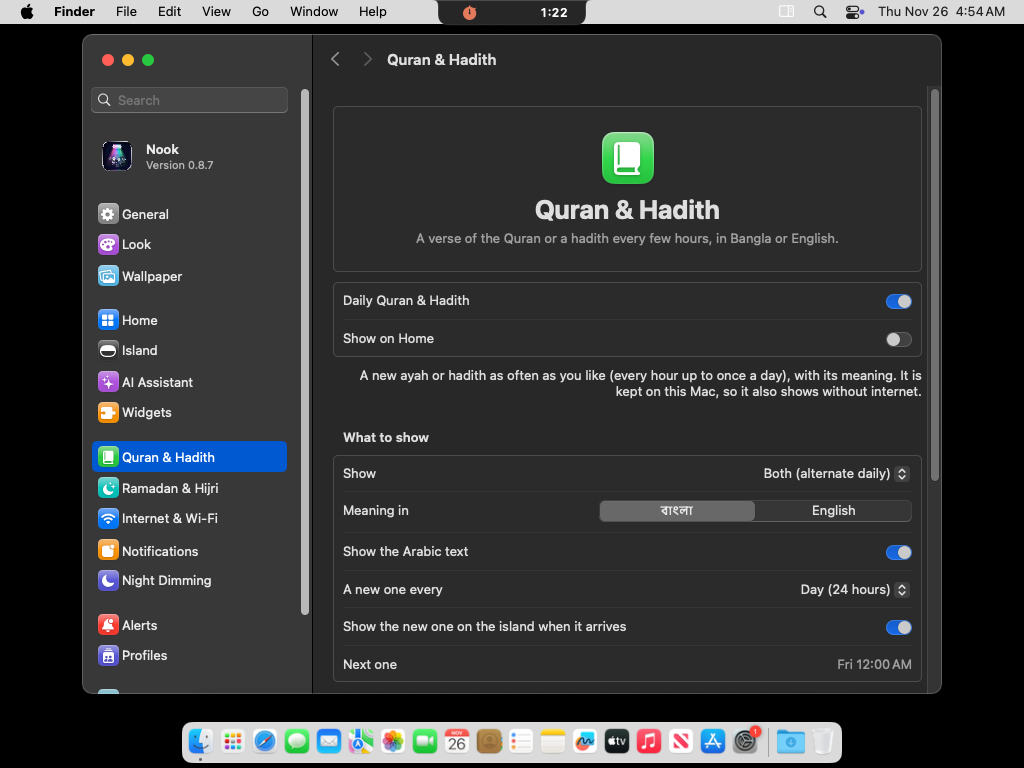 Finder File Edit View Go Window Help 1:22 Thu Nov 26 4:54 AM
Search
Nook
Version 0.8.7
General
Look
Wallpaper
Home
Island
AI Assistant
Widgets
Quran & Hadith
Ramadan & Hijri
Internet & Wi-Fi
Notifications
Night Dimming
Alerts
Profiles
Quran & Hadith
Quran & Hadith
A verse of the Quran or a hadith every few hours, in Bangla or English.
Daily Quran & Hadith
Show on Home
A new ayah or hadith as often as you like (every hour up to once a day), with its meaning. It is
kept on this Mac, so it also shows without internet.
What to show
Show Both (alternate daily)
Meaning in বাংলা English
Show the Arabic text
A new one every Day (24 hours)
Show the new one on the island when it arrives
Next one Fri 12:00 AM
NOV
26
tv
1